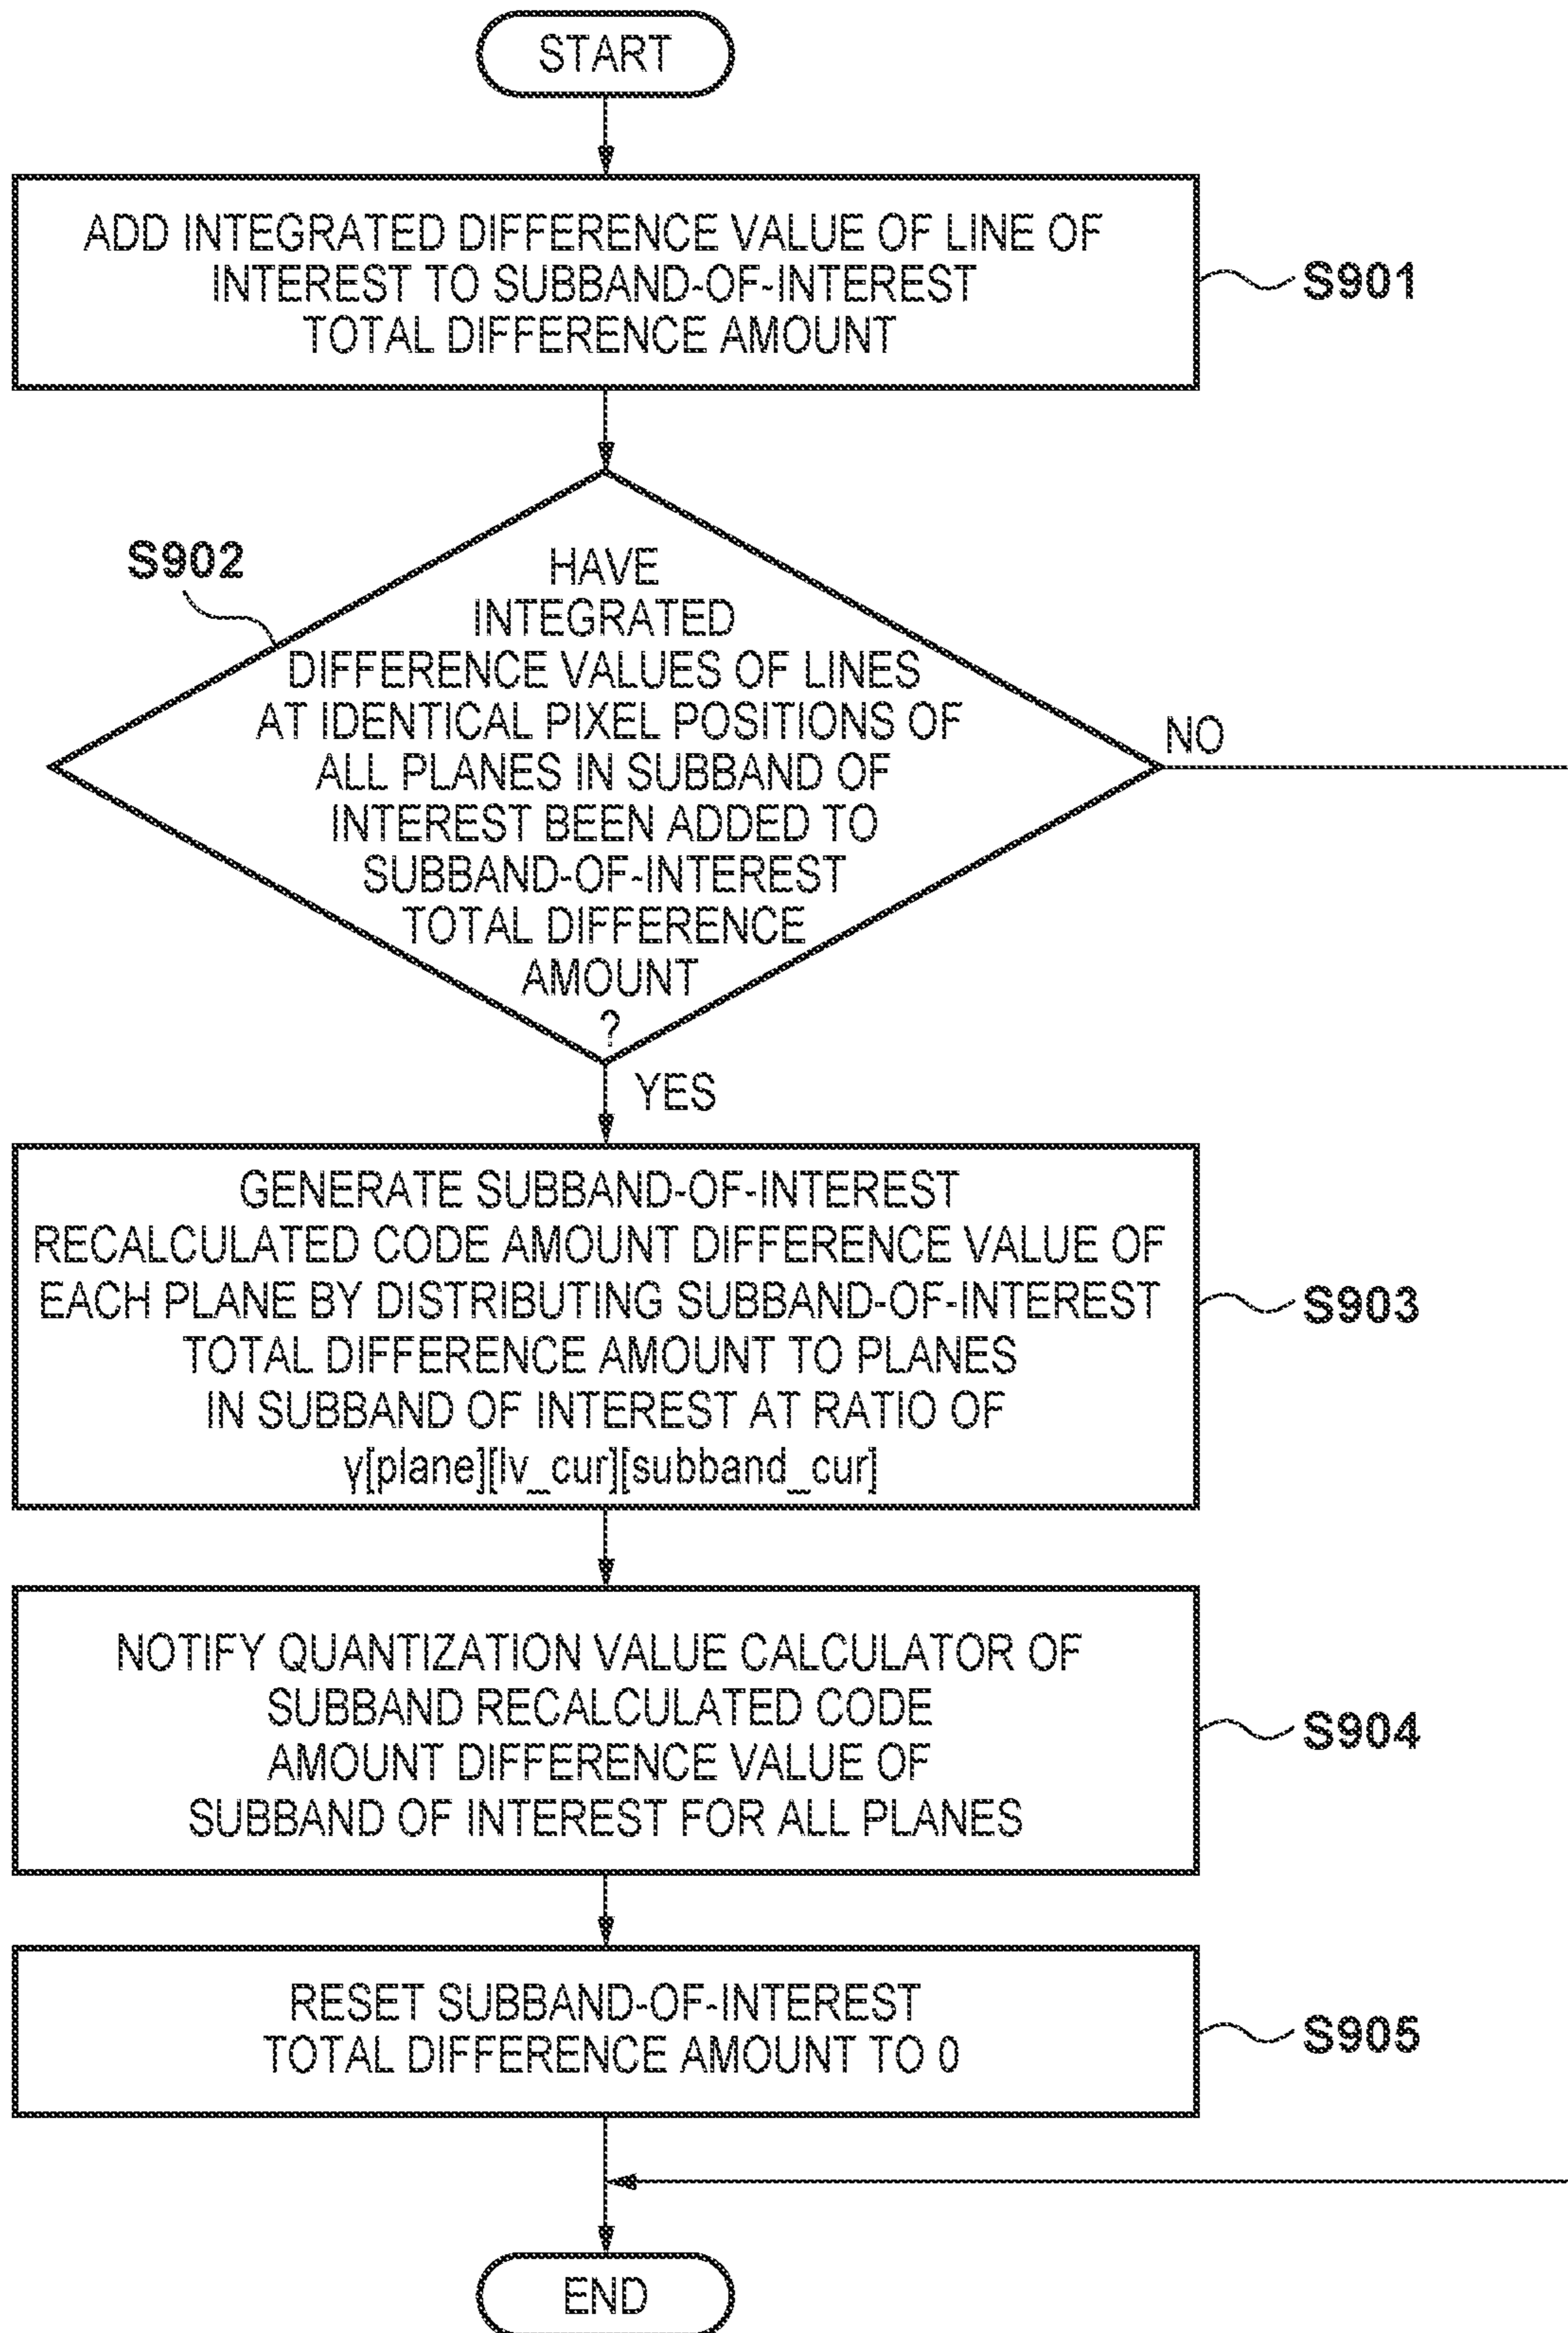 START
ADD INTEGRATED DIFFERENCE VALUE OF LINE OF
INTEREST TO SUBBAND-OF-INTEREST
TOTAL DIFFERENCE AMOUNT
S901
S902
HAVE
INTEGRATED
DIFFERENCE VALUES OF LINES
AT IDENTICAL PIXEL POSITIONS OF
ALL PLANES IN SUBBAND OF
INTEREST BEEN ADDED TO
SUBBAND-OF-INTEREST
TOTAL DIFFERENCE
AMOUNT
?
NO
YES
GENERATE SUBBAND-OF-INTEREST
RECALCULATED CODE AMOUNT DIFFERENCE VALUE OF
EACH PLANE BY DISTRIBUTING SUBBAND-OF-INTEREST
TOTAL DIFFERENCE AMOUNT TO PLANES
IN SUBBAND OF INTEREST AT RATIO OF
γ[plane][lv_cur][subband_cur]
S903
NOTIFY QUANTIZATION VALUE CALCULATOR OF
SUBBAND RECALCULATED CODE
AMOUNT DIFFERENCE VALUE OF
SUBBAND OF INTEREST FOR ALL PLANES
S904
RESET SUBBAND-OF-INTEREST
TOTAL DIFFERENCE AMOUNT TO 0
S905
END